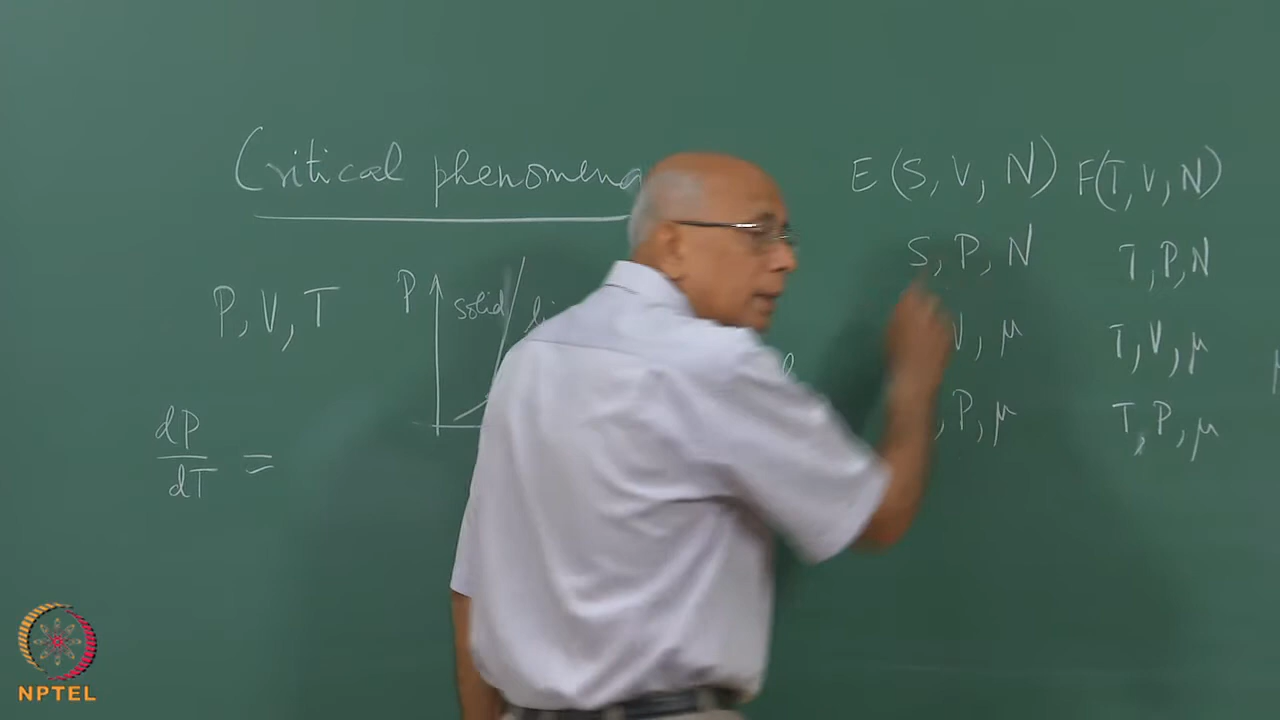 Critical phenomena
E(S, V, N) F(T, V, N)
S, P, N T, P, N
P, V, T
P
solid
V, μ T, V, μ
, P, μ T, P, μ
dP
dT =
NPTEL